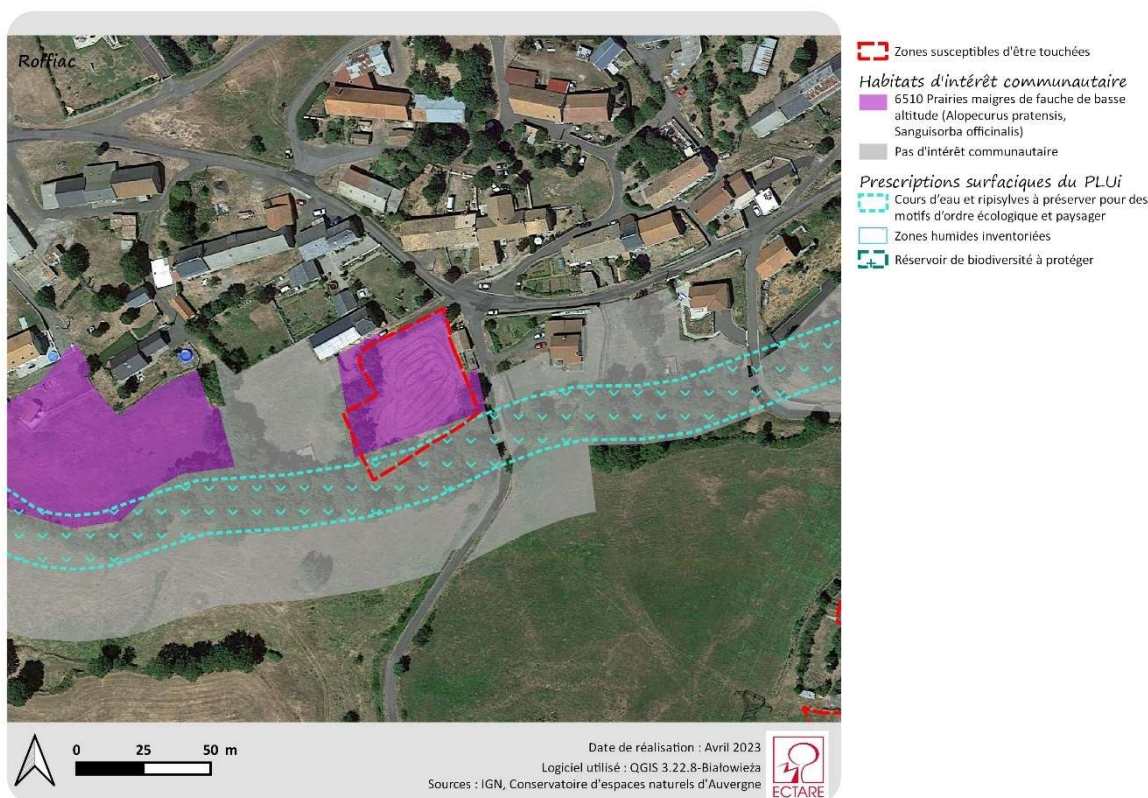 Roffiac
Zones susceptibles d'être touchées
Habitats d'intérêt communautaire
6510 Prairies maigres de fauche de basse
altitude (Alopecurus pratensis,
Sanguisorba officinalis)
Pas d'intérêt communautaire
Prescriptions surfaciques du PLUi
Cours d'eau et ripisylves à préserver pour des
motifs d'ordre écologique et paysager
Zones humides inventoriées
Réservoir de biodiversité à protéger
0 25 50 m
Date de réalisation : Avril 2023
Logiciel utilisé : QGIS 3.22.8-Białowieża
Sources : IGN, Conservatoire d'espaces naturels d'Auvergne
ECTARE